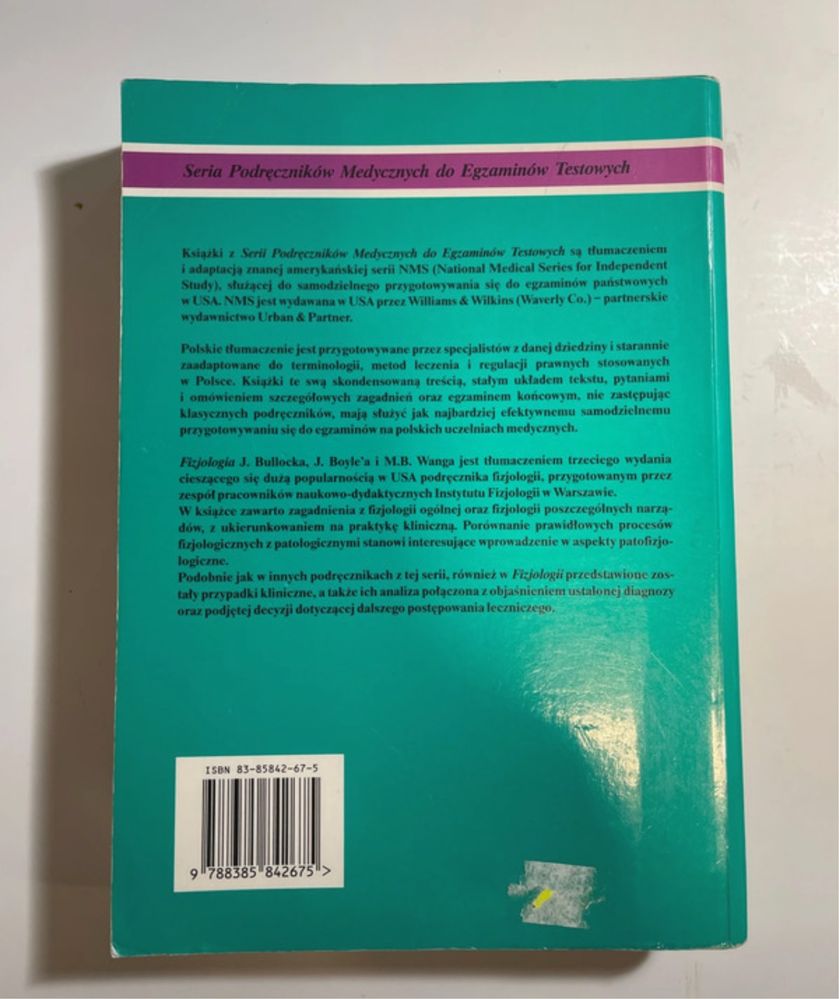 Seria Podręczników Medycznych do Egzaminów Testowych
Książki z Serii Podręczników Medycznych do Egzaminów Testowych są tłumaczeniem
i adaptacją znanej amerykańskiej serii NMS (National Medical Series for Independent
Study), służącej do samodzielnego przygotowywania się do egzaminów państwowych
w USA. NMS jest wydawana w USA przez Williams & Wilkins (Waverly Co.) – partnerskie
wydawnictwo Urban & Partner.
Polskie tłumaczenie jest przygotowywane przez specjalistów z danej dziedziny i starannie
zaadaptowane do terminologii, metod leczenia i regulacji prawnych stosowanych
w Polsce. Książki te swą skondensowaną treścią, stałym układem tekstu, pytaniami
i omówieniem szczegółowych zagadnień oraz egzaminem końcowym, nie zastępując
klasycznych podręczników, mają służyć jak najbardziej efektywnemu samodzielnemu
przygotowywaniu się do egzaminów na polskich uczelniach medycznych.
Fizjologia J. Bullocka, J. Boyle'a i M.B. Wanga jest tłumaczeniem trzeciego wydania
cieszącego się dużą popularnością w USA podręcznika fizjologii, przygotowanym przez
zespół pracowników naukowo-dydaktycznych Instytutu Fizjologii w Warszawie.
W książce zawarto zagadnienia z fizjologii ogólnej oraz fizjologii poszczególnych narzą-
dów, z ukierunkowaniem na praktykę kliniczną. Porównanie prawidłowych procesów
fizjologicznych z patologicznymi stanowi interesujące wprowadzenie w aspekty patofizjo-
logiczne.
Podobnie jak w innych podręcznikach z tej serii, również w Fizjologii przedstawione zos-
tały przypadki kliniczne, a także ich analiza połączona z objaśnieniem ustalonej diagnozy
oraz podjętej decyzji dotyczącej dalszego postępowania leczniczego.
ISBN 83-85842-67-5
9 788385 842675 >